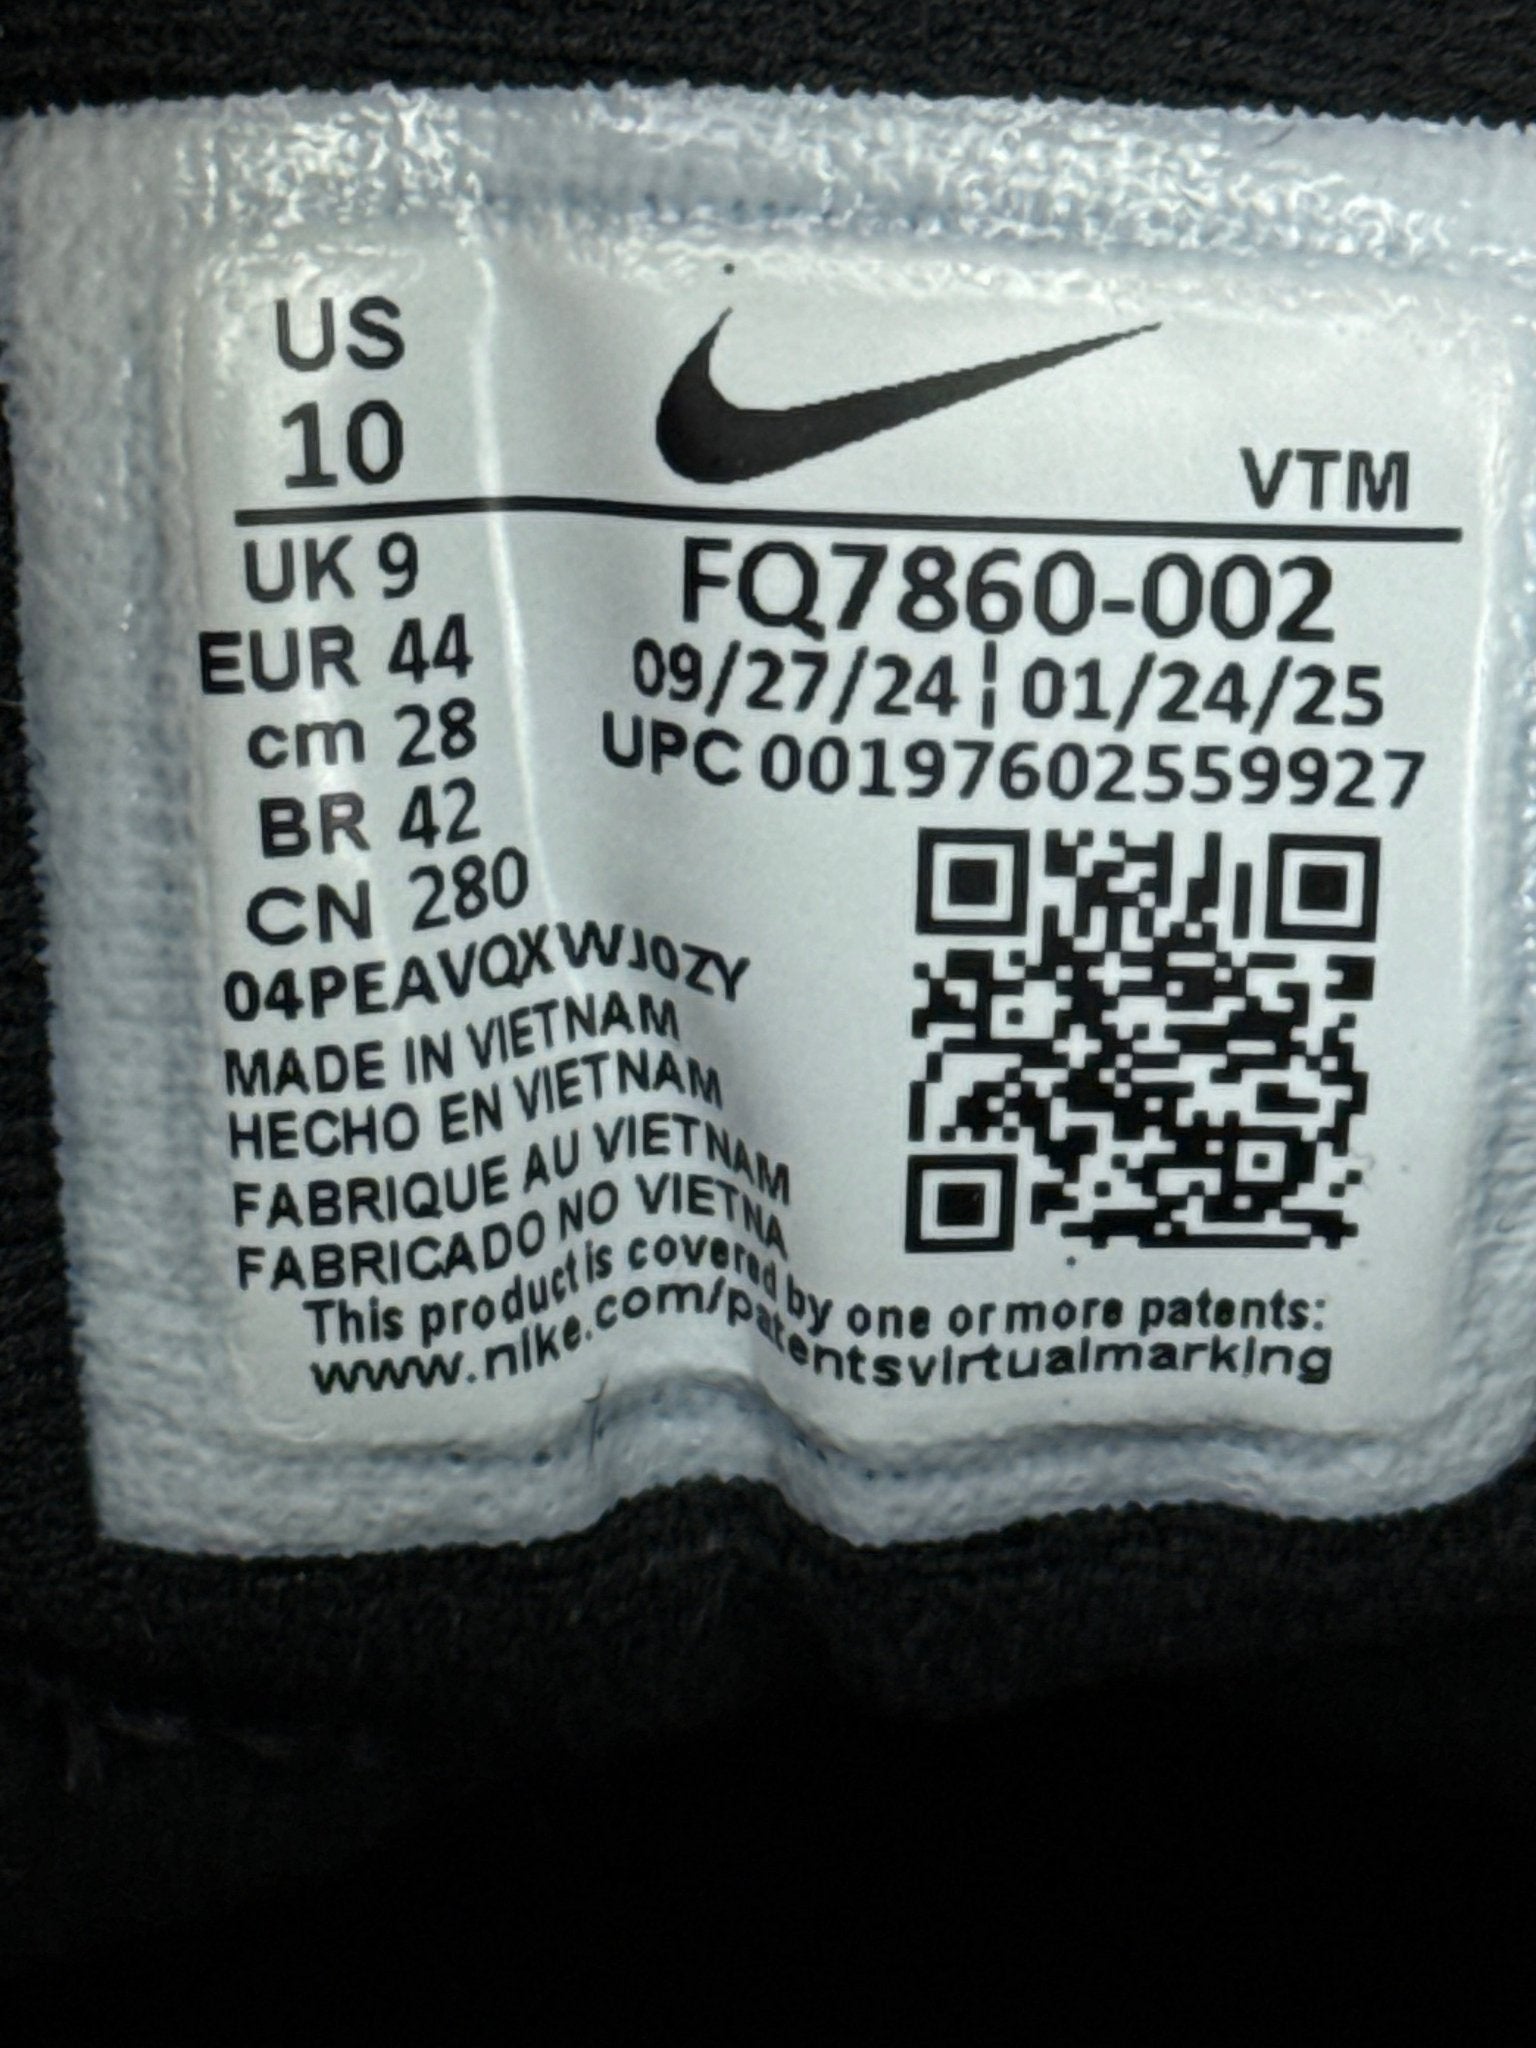 US
10
VTM
UK 9
EUR 44
cm 28
BR 42
CN 280
FQ7860-002
09/27/24 ¦ 01/24/25
UPC 00197602559927
04PEAVQXWJ0ZY
MADE IN VIETNAM
HECHO EN VIETNAM
FABRIQUE AU VIETNAM
FABRICADO NO VIETNA
This product is covered by one or more patents:
www.nike.com/patentsvirtualmarking